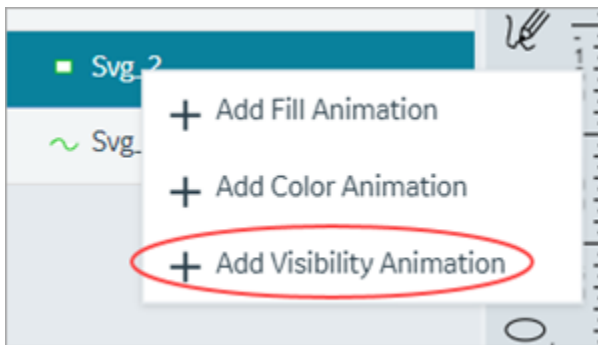 Svg_2
Add Fill Animation
Svg_
Add Color Animation
Add Visibility Animation